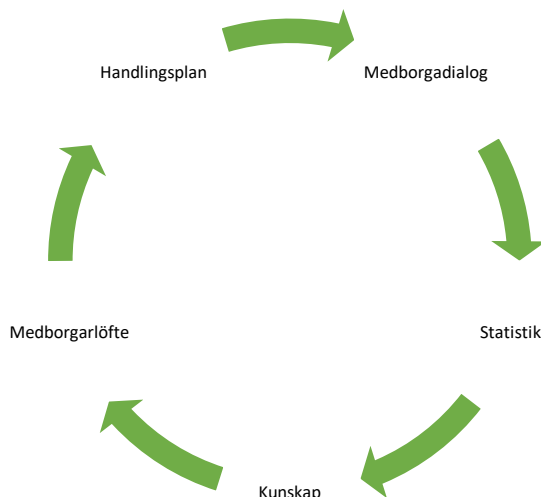 Handlingsplan
Medborgadialog
Medborgarlöfte
Statistik
Kunskap